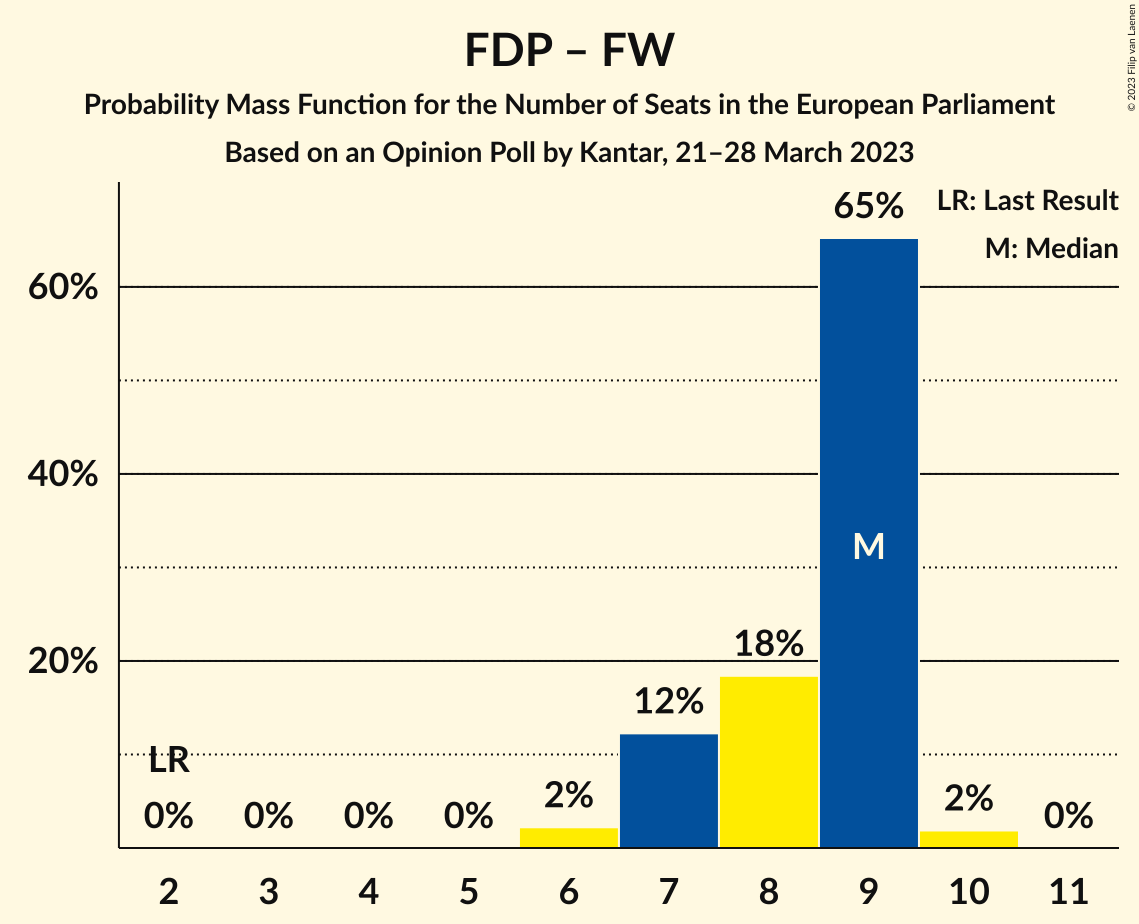 FDP – FW
Probability Mass Function for the Number of Seats in the European Parliament
Based on an Opinion Poll by Kantar, 21–28 March 2023
© 2023 Filip van Laenen
LR: Last Result
M: Median
60%
40%
20%
LR
0%
0%
0%
0%
2%
12%
18%
65%
M
2%
0%
2 3 4 5 6 7 8 9 10 11